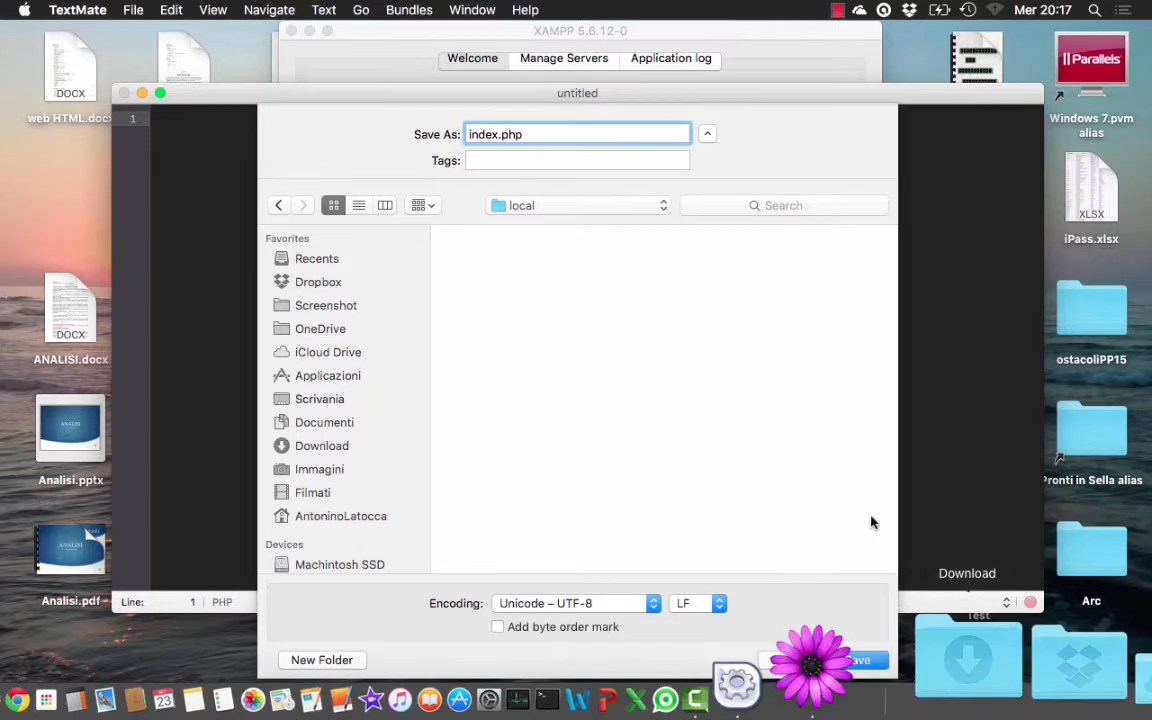 TextMate File Edit View Navigate Text Go Bundles Window Help Mer 20:17
XAMPP 5.6.12-0
Welcome Manage Servers Application log
DOCX
web HTML.docx
Parallels
Windows 7.pvm
alias
untitled
1
Save As: index.php
Tags:
local
Search
Favorites
Recents
Dropbox
Screenshot
OneDrive
iCloud Drive
Applicazioni
Scrivania
Documenti
Download
Immagini
Filmati
AntoninoLatocca
Devices
Machintosh SSD
XLSX
iPass.xlsx
DOCX
ANALISI.docx
ostacoliPP15
ANALISI
Analisi.pptx
Pronti in Sella alias
Analisi.pdf
Arc
Download
Test
Line: 1 PHP
Encoding: Unicode – UTF-8 LF
Add byte order mark
New Folder
23